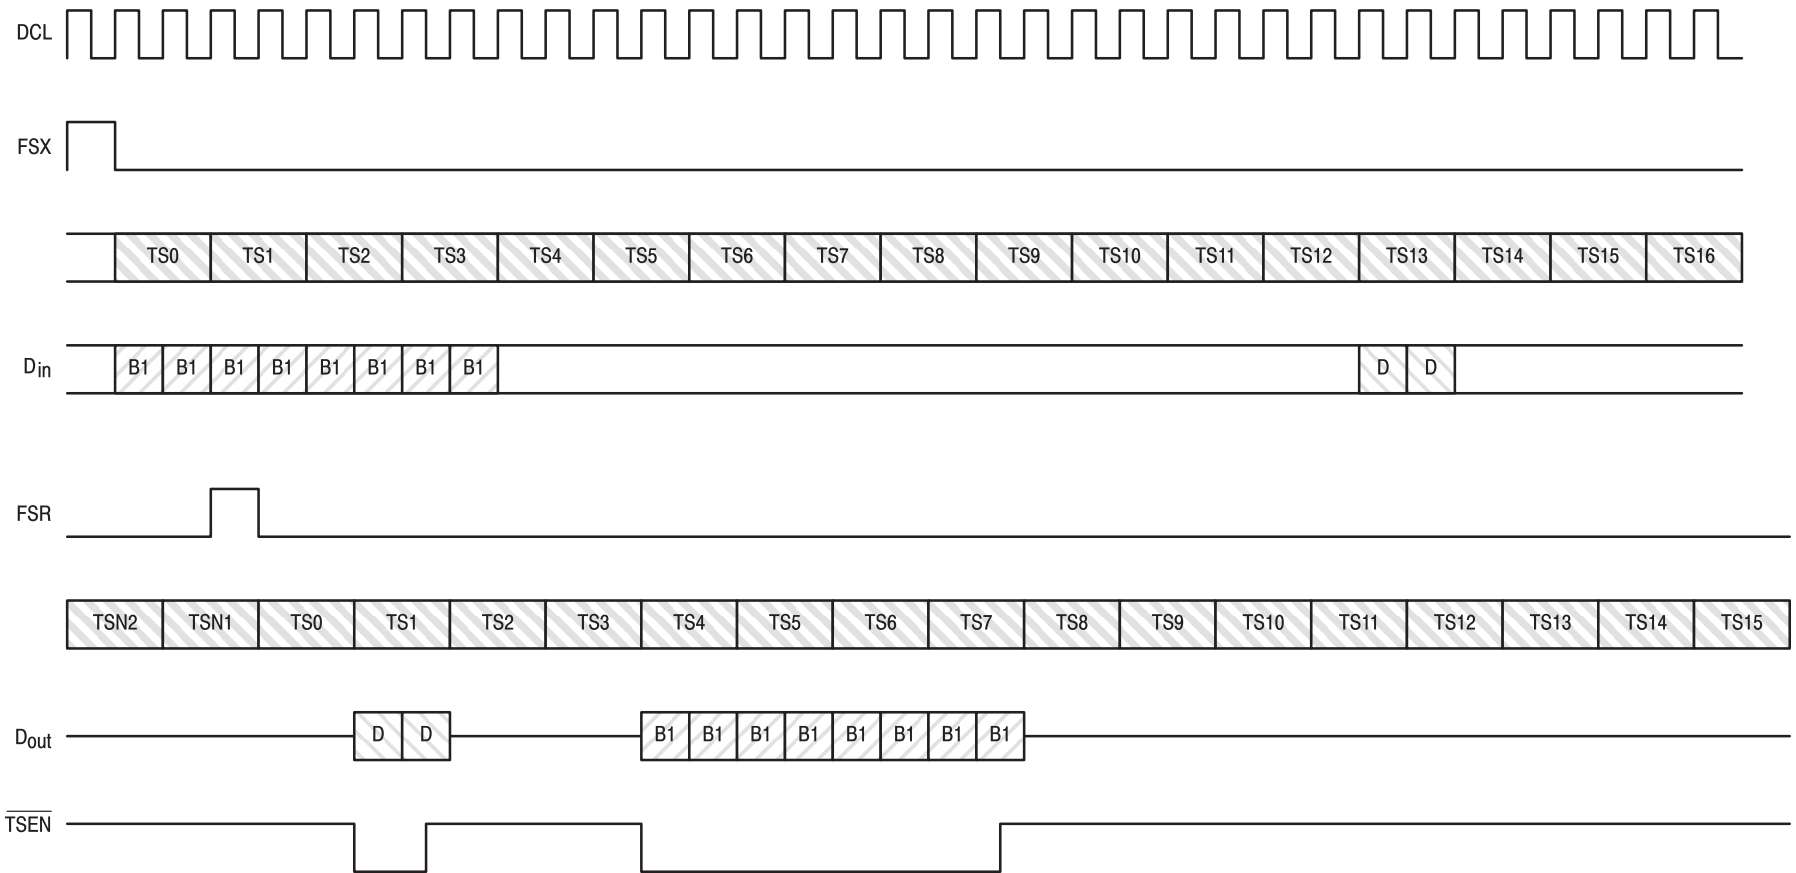 DCL
FSX
TS0 TS1 TS2 TS3 TS4 TS5 TS6 TS7 TS8 TS9 TS10 TS11 TS12 TS13 TS14 TS15 TS16
Din B1 B1 B1 B1 B1 B1 B1 B1 D D
FSR
TSN2 TSN1 TS0 TS1 TS2 TS3 TS4 TS5 TS6 TS7 TS8 TS9 TS10 TS11 TS12 TS13 TS14 TS15
Dout D D B1 B1 B1 B1 B1 B1 B1 B1
TSEN